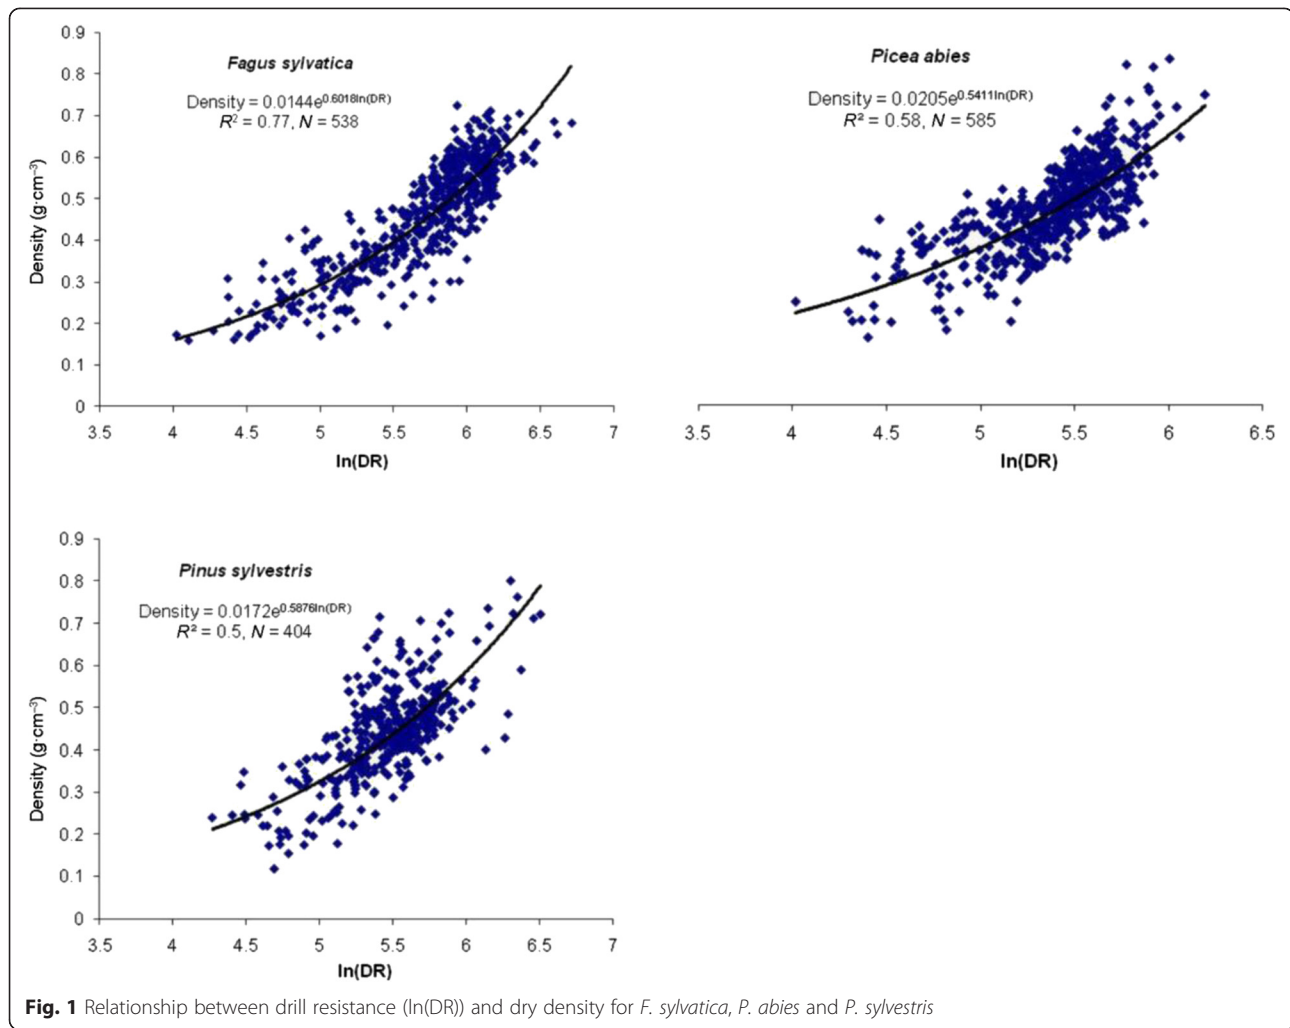 Fagus sylvatica
Density = 0.0144e^0.6018ln(DR)
R² = 0.77, N = 538
Density (g·cm⁻³)
0.9
0.8
0.7
0.6
0.5
0.4
0.3
0.2
0.1
0
3.5 4 4.5 5 5.5 6 6.5 7
ln(DR)
Picea abies
Density = 0.0205e^0.5411ln(DR)
R² = 0.58, N = 585
3.5 4 4.5 5 5.5 6 6.5
ln(DR)
Pinus sylvestris
Density = 0.0172e^0.5876ln(DR)
R² = 0.5, N = 404
Density (g·cm⁻³)
0.9
0.8
0.7
0.6
0.5
0.4
0.3
0.2
0.1
0
3.5 4 4.5 5 5.5 6 6.5 7
ln(DR)
Fig. 1 Relationship between drill resistance (ln(DR)) and dry density for F. sylvatica, P. abies and P. sylvestris